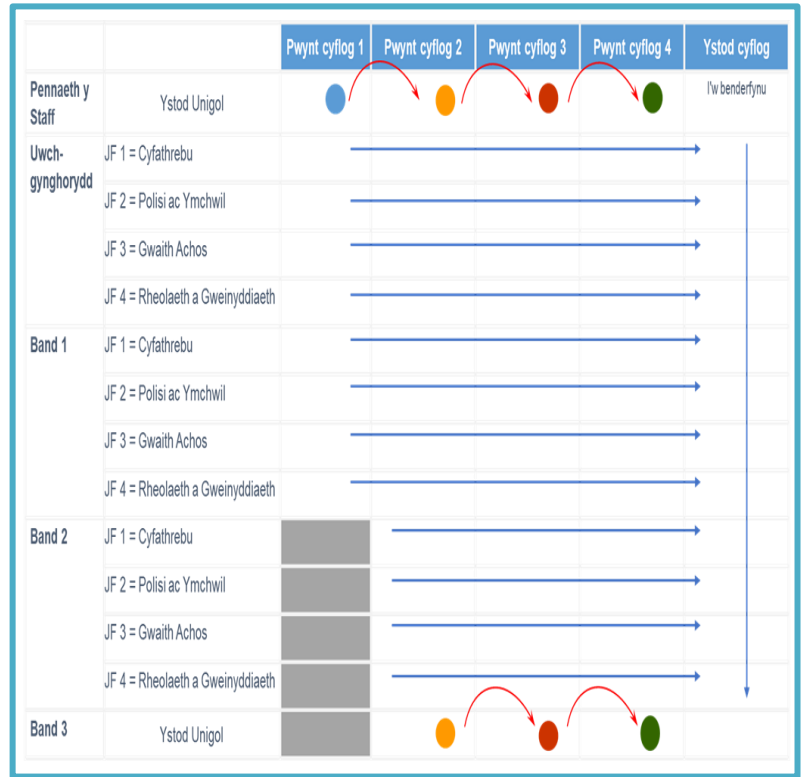 Pwynt cyflog 1 Pwynt cyflog 2 Pwynt cyflog 3 Pwynt cyflog 4 Ystod cyflog
Pennaeth y
Staff
Ystod Unigol
I'w benderfynu
Uwch-
gynghorydd
JF 1 = Cyfathrebu
JF 2 = Polisi ac Ymchwil
JF 3 = Gwaith Achos
JF 4 = Rheolaeth a Gweinyddiaeth
Band 1
JF 1 = Cyfathrebu
JF 2 = Polisi ac Ymchwil
JF 3 = Gwaith Achos
JF 4 = Rheolaeth a Gweinyddiaeth
Band 2
JF 1 = Cyfathrebu
JF 2 = Polisi ac Ymchwil
JF 3 = Gwaith Achos
JF 4 = Rheolaeth a Gweinyddiaeth
Band 3
Ystod Unigol